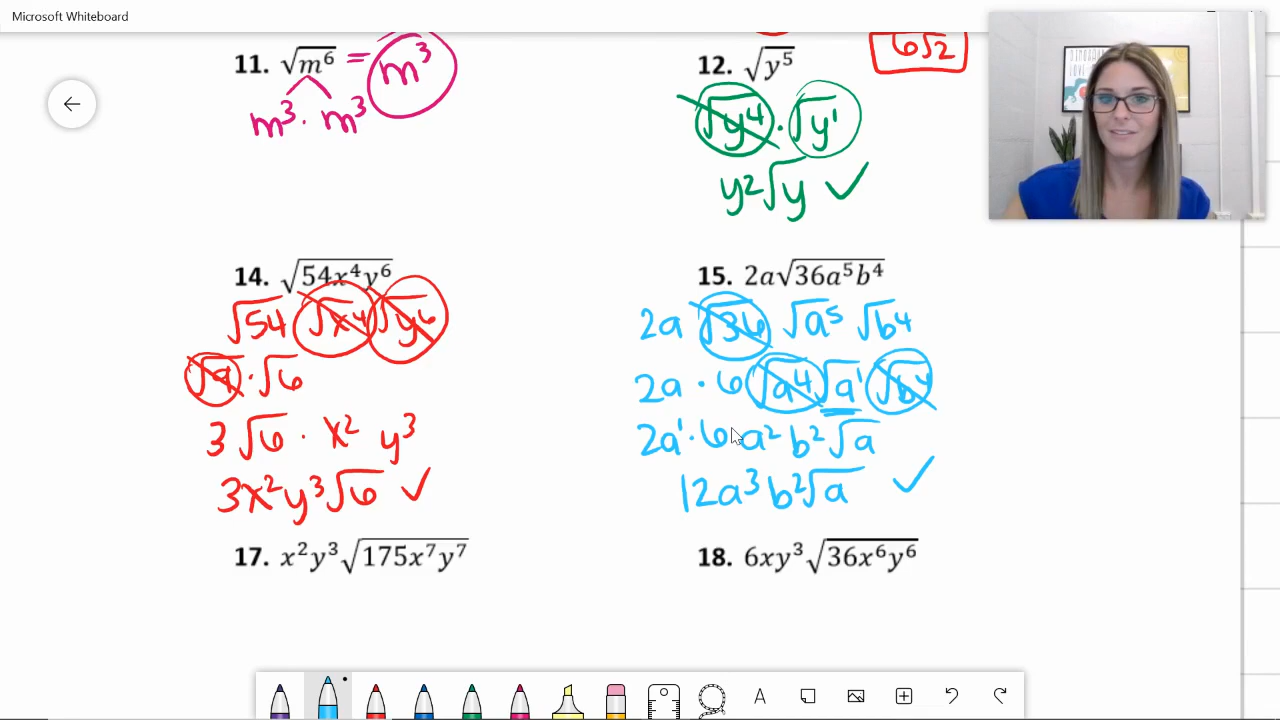 Microsoft Whiteboard
11. √m⁶ = m³
m³ · m³
12. √y⁵
√y⁴ · √y¹
y²√y ✓
6√2
14. √54x⁴y⁶
√54 √x⁴ √y⁶
√9 · √6
3√6 · x² y³
3x²y³√6 ✓
15. 2a√36a⁵b⁴
2a √36 √a⁵ √b⁴
2a · 6 √a⁴ √a¹ √b⁴
2a¹ · 6 a² b² √a
12a³b²√a ✓
17. x²y³√175x⁷y⁷
18. 6xy³√36x⁶y⁶
A